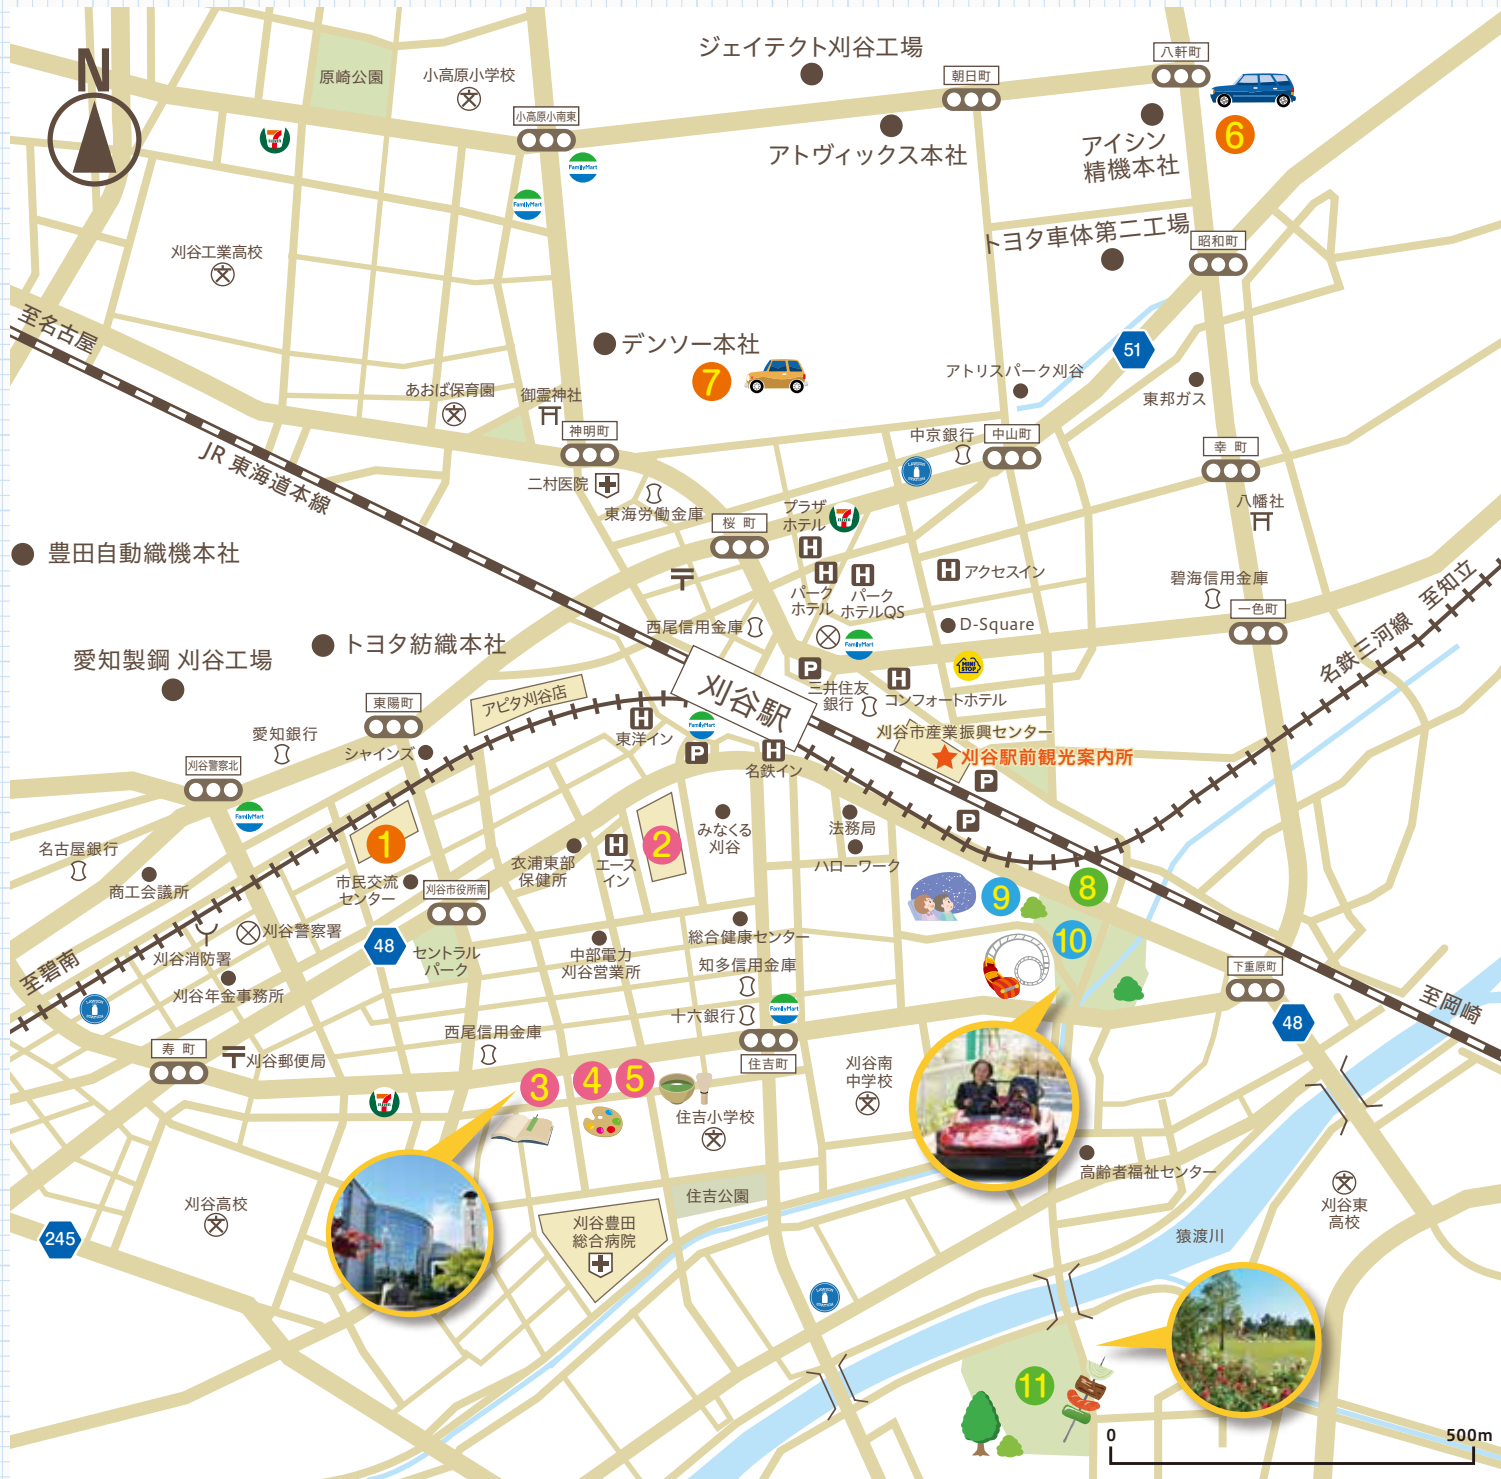 N
原崎公園
小高原小学校
ジェイテクト刈谷工場
朝日町
八軒町
小高原小南東
FamilyMart
FamilyMart
アトヴィックス本社
アイシン
精機本社
6
刈谷工業高校
トヨタ車体第二工場
昭和町
至名古屋
デンソー本社
7
51
アトリスパーク刈谷
東邦ガス
あおば保育園
御霊神社
神明町
中京銀行
中山町
幸 町
JR 東海道本線
二村医院
東海労働金庫
桜 町
プラザ
ホテル
H
八幡社
豊田自動織機本社
パーク
ホテル
H
パーク
ホテルQS
H
H
アクセスイン
碧海信用金庫
一色町
西尾信用金庫
FamilyMart
D-Square
MINI
STOP
名鉄三河線 至知立
トヨタ紡織本社
愛知製鋼 刈谷工場
P
三井住友
銀行
H
コンフォートホテル
東陽町
アピタ刈谷店
刈谷駅
H
東洋イン
FamilyMart
P
H
名鉄イン
刈谷市産業振興センター
刈谷駅前観光案内所
P
P
愛知銀行
シャインズ
刈谷警察北
FamilyMart
1
2
みなくる
刈谷
法務局
ハローワーク
名古屋銀行
商工会議所
市民交流
センター
刈谷市役所南
衣浦東部
保健所
H
エース
イン
9
8
10
刈谷警察署
刈谷消防署
48
セントラル
パーク
中部電力
刈谷営業所
総合健康センター
知多信用金庫
至碧南
刈谷年金事務所
十六銀行
FamilyMart
下重原町
48
至岡崎
寿 町
刈谷郵便局
西尾信用金庫
住吉町
刈谷南
中学校
3
4
5
住吉小学校
高齢者福祉センター
刈谷高校
住吉公園
刈谷東
高校
245
刈谷豊田
総合病院
猿渡川
11
0
500m